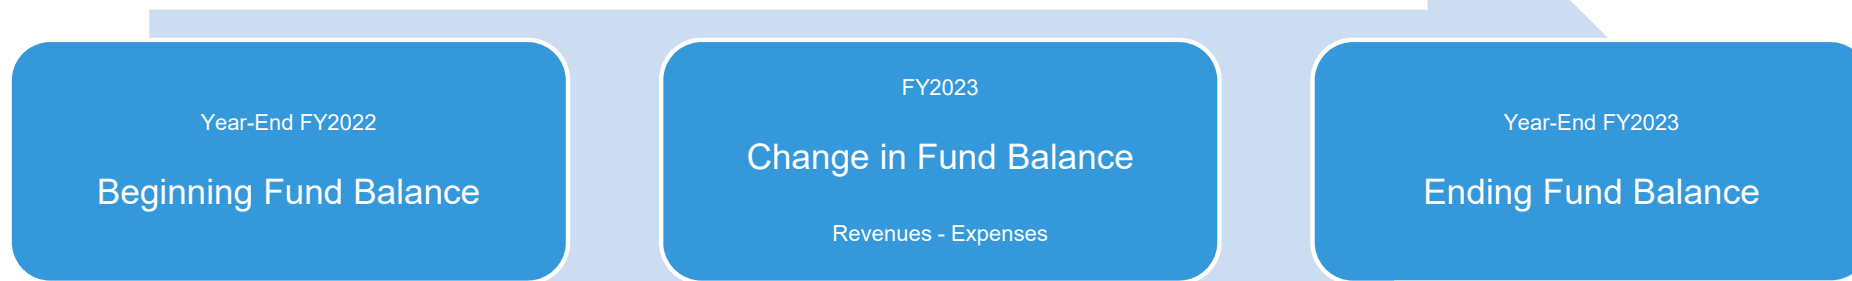 Year-End FY2022
Beginning Fund Balance
FY2023
Change in Fund Balance
Revenues - Expenses
Year-End FY2023
Ending Fund Balance